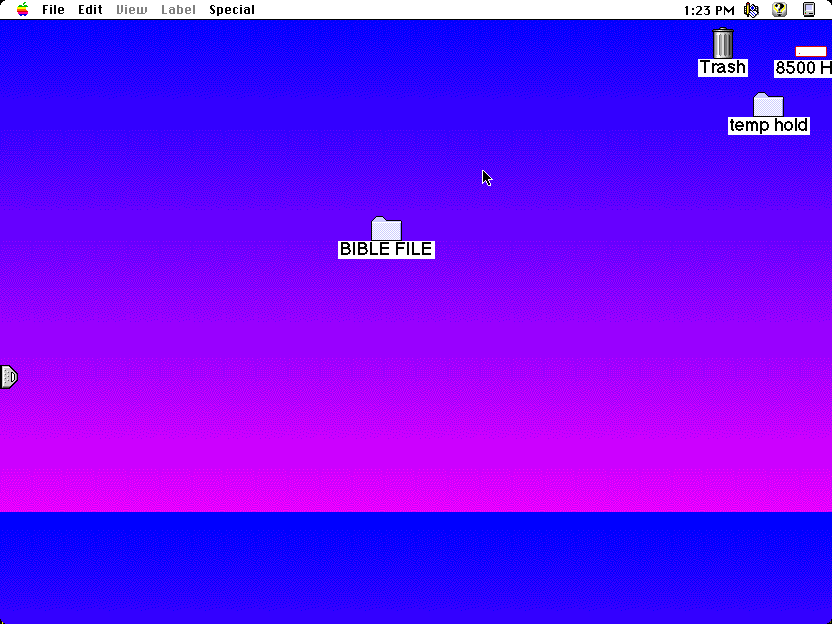 File Edit View Label Special 1:23 PM
Trash
8500 H
temp hold
BIBLE FILE